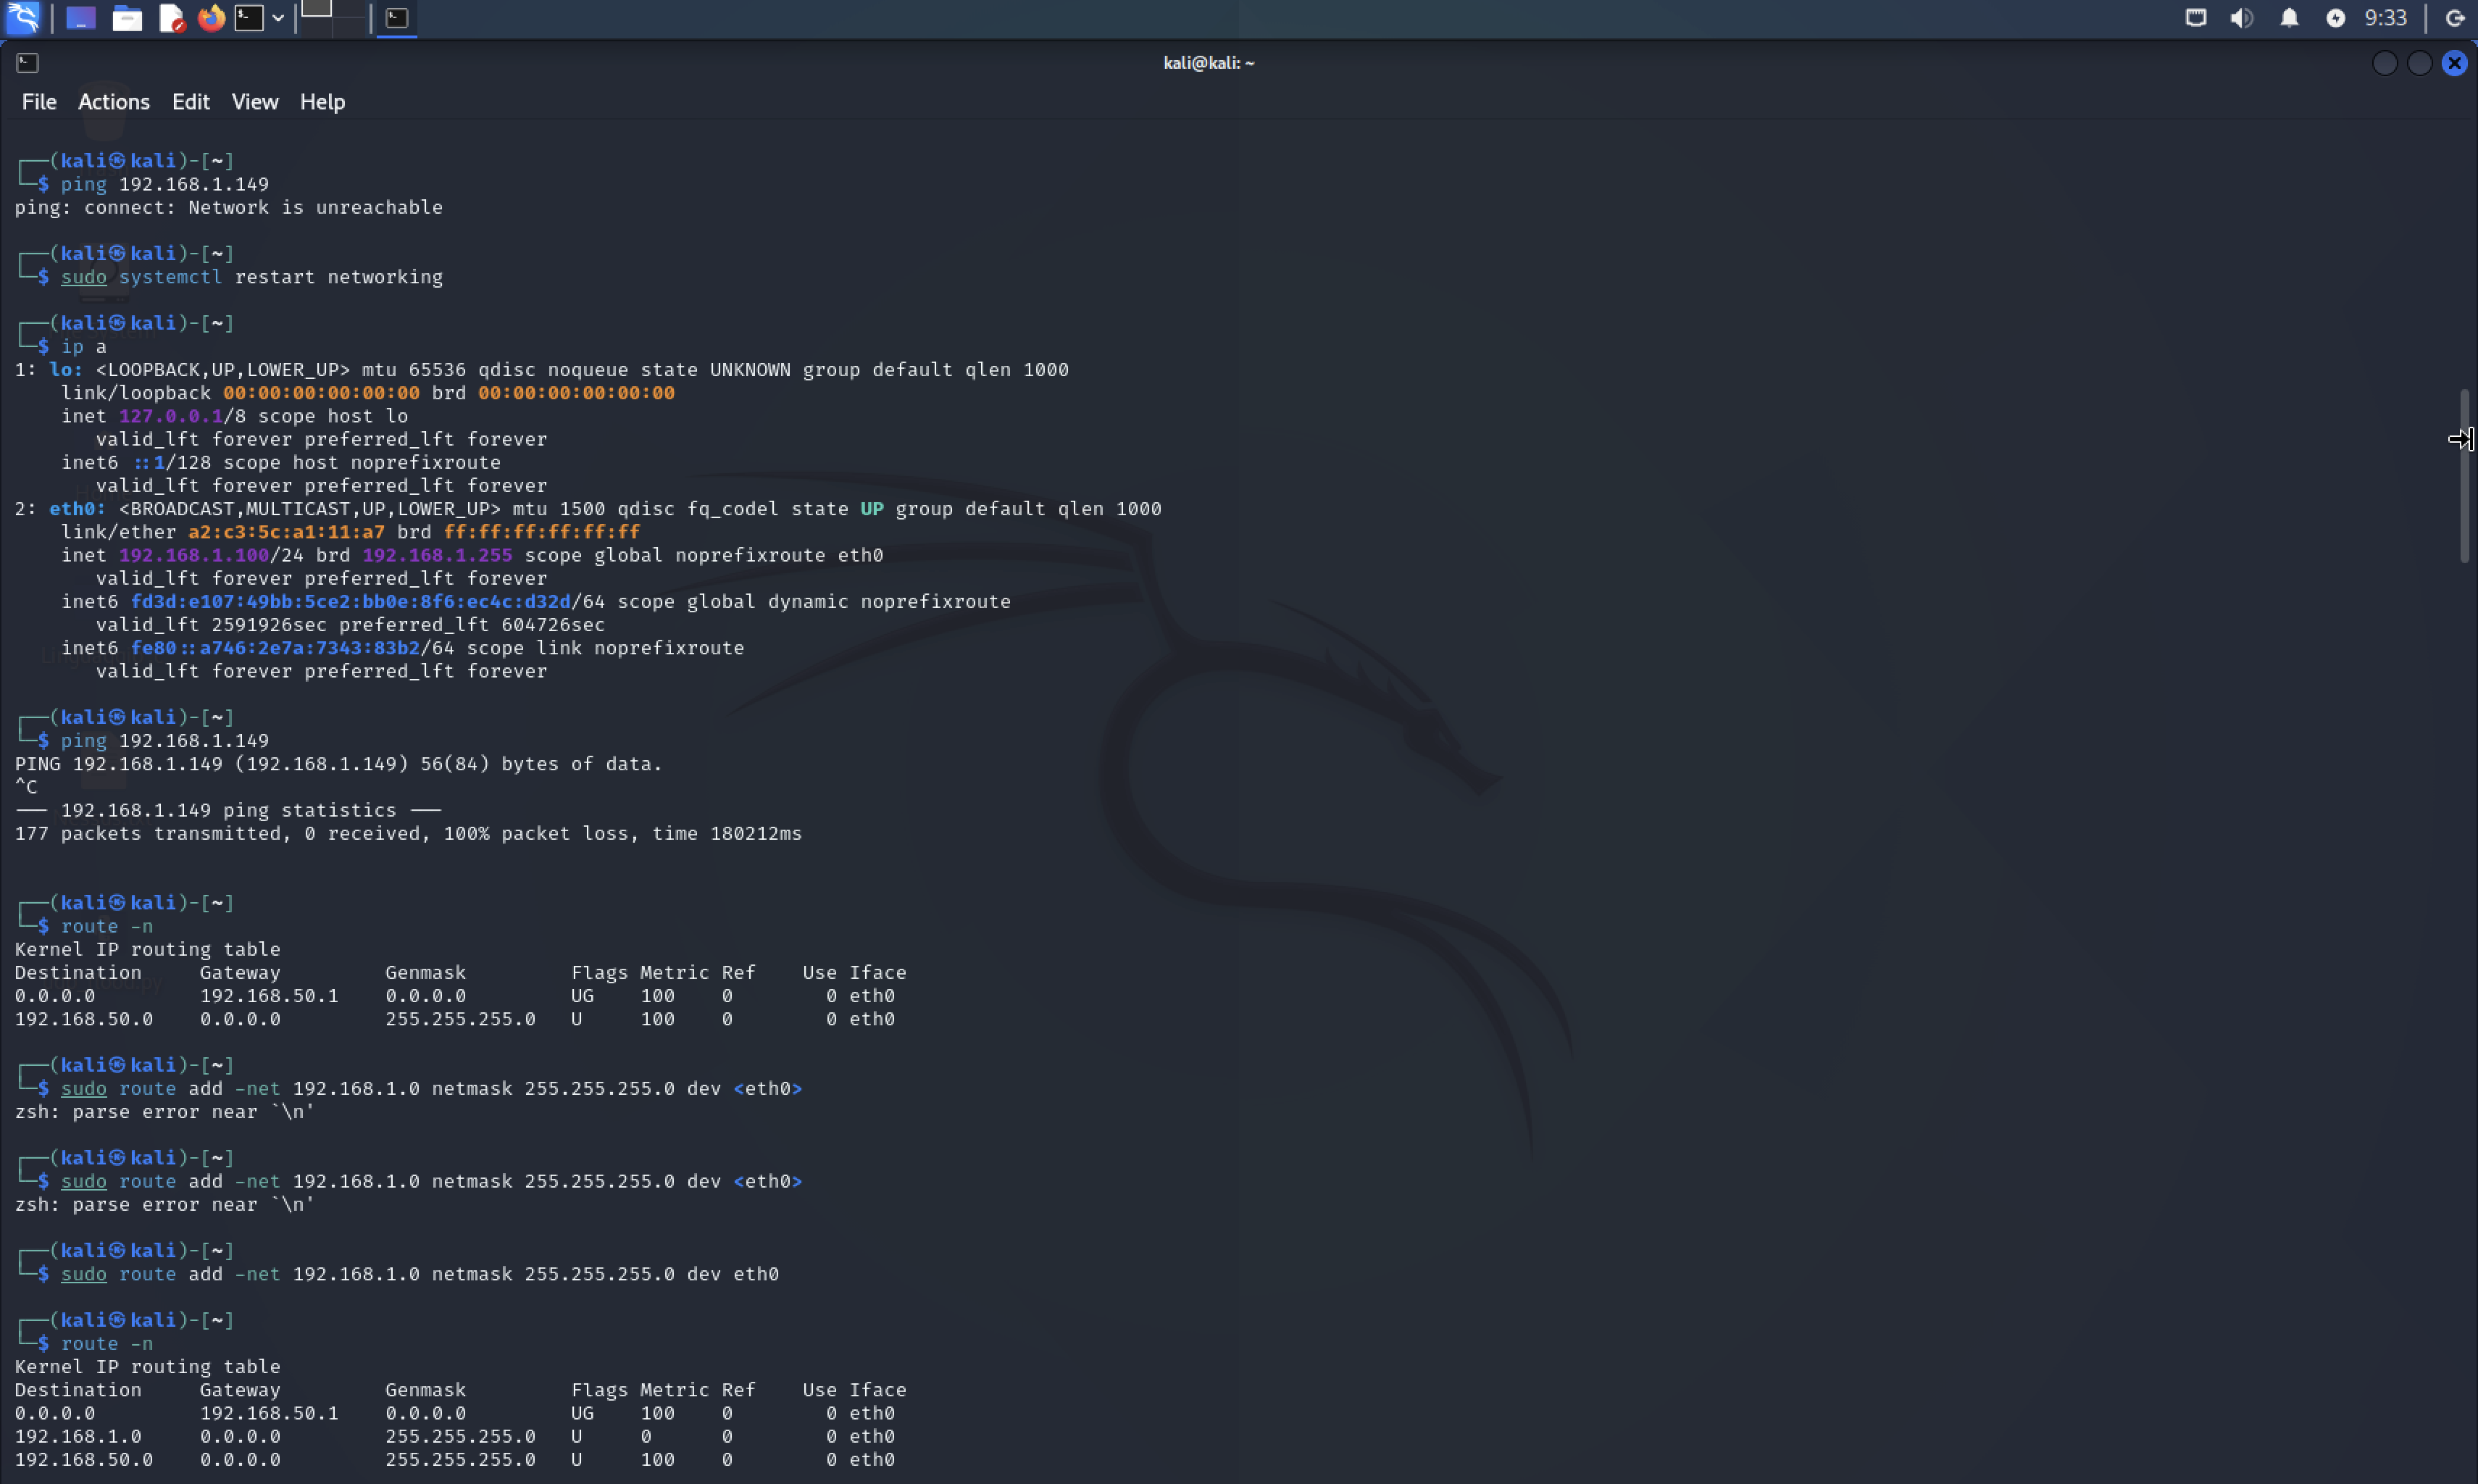 9:33
kali@kali: ~
File Actions Edit View Help
┌──(kali㉿kali)-[~]
└─$ ping 192.168.1.149
ping: connect: Network is unreachable
┌──(kali㉿kali)-[~]
└─$ sudo systemctl restart networking
┌──(kali㉿kali)-[~]
└─$ ip a
1: lo: <LOOPBACK,UP,LOWER_UP> mtu 65536 qdisc noqueue state UNKNOWN group default qlen 1000
    link/loopback 00:00:00:00:00:00 brd 00:00:00:00:00:00
    inet 127.0.0.1/8 scope host lo
       valid_lft forever preferred_lft forever
    inet6 ::1/128 scope host noprefixroute
       valid_lft forever preferred_lft forever
2: eth0: <BROADCAST,MULTICAST,UP,LOWER_UP> mtu 1500 qdisc fq_codel state UP group default qlen 1000
    link/ether a2:c3:5c:a1:11:a7 brd ff:ff:ff:ff:ff:ff
    inet 192.168.1.100/24 brd 192.168.1.255 scope global noprefixroute eth0
       valid_lft forever preferred_lft forever
    inet6 fd3d:e107:49bb:5ce2:bb0e:8f6:ec4c:d32d/64 scope global dynamic noprefixroute
       valid_lft 2591926sec preferred_lft 604726sec
    inet6 fe80::a746:2e7a:7343:83b2/64 scope link noprefixroute
       valid_lft forever preferred_lft forever
┌──(kali㉿kali)-[~]
└─$ ping 192.168.1.149
PING 192.168.1.149 (192.168.1.149) 56(84) bytes of data.
^C
--- 192.168.1.149 ping statistics ---
177 packets transmitted, 0 received, 100% packet loss, time 180212ms
┌──(kali㉿kali)-[~]
└─$ route -n
Kernel IP routing table
Destination     Gateway         Genmask         Flags Metric Ref    Use Iface
0.0.0.0         192.168.50.1    0.0.0.0         UG    100    0        0 eth0
192.168.50.0    0.0.0.0         255.255.255.0   U     100    0        0 eth0
┌──(kali㉿kali)-[~]
└─$ sudo route add -net 192.168.1.0 netmask 255.255.255.0 dev <eth0>
zsh: parse error near `\n'
┌──(kali㉿kali)-[~]
└─$ sudo route add -net 192.168.1.0 netmask 255.255.255.0 dev <eth0>
zsh: parse error near `\n'
┌──(kali㉿kali)-[~]
└─$ sudo route add -net 192.168.1.0 netmask 255.255.255.0 dev eth0
┌──(kali㉿kali)-[~]
└─$ route -n
Kernel IP routing table
Destination     Gateway         Genmask         Flags Metric Ref    Use Iface
0.0.0.0         192.168.50.1    0.0.0.0         UG    100    0        0 eth0
192.168.1.0     0.0.0.0         255.255.255.0   U     0      0        0 eth0
192.168.50.0    0.0.0.0         255.255.255.0   U     100    0        0 eth0